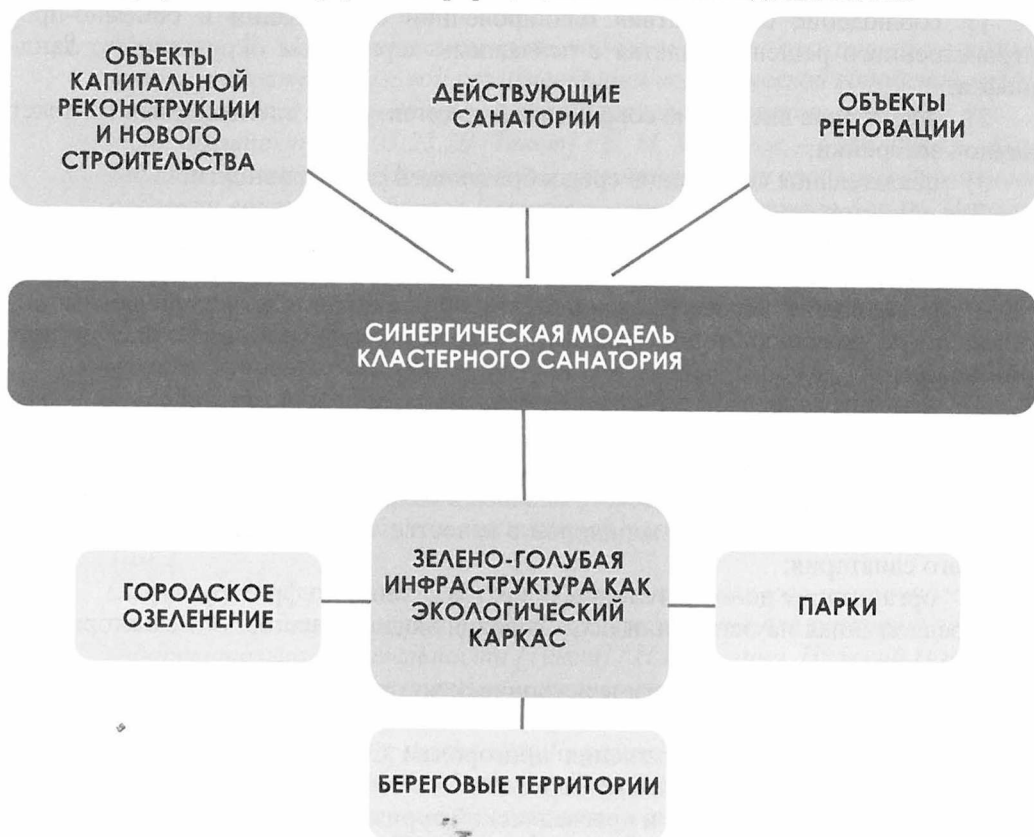 ОБЪЕКТЫ
КАПИТАЛЬНОЙ
РЕКОНСТРУКЦИИ
И НОВОГО
СТРОИТЕЛЬСТВА
ДЕЙСТВУЮЩИЕ
САНАТОРИИ
ОБЪЕКТЫ
РЕНОВАЦИИ
СИНЕРГИЧЕСКАЯ МОДЕЛЬ
КЛАСТЕРНОГО САНАТОРИЯ
ГОРОДСКОЕ
ОЗЕЛЕНЕНИЕ
ЗЕЛЕНО-ГОЛУБАЯ
ИНФРАСТРУКТУРА КАК
ЭКОЛОГИЧЕСКИЙ
КАРКАС
ПАРКИ
БЕРЕГОВЫЕ ТЕРРИТОРИИ